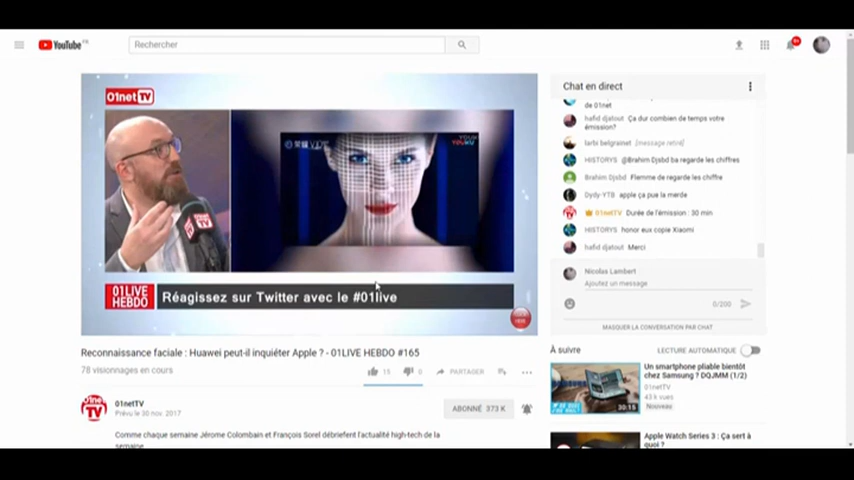 YouTube FR
Rechercher
9+
01net TV
YOUKU
01net TV
01LIVE
HEBDO
Réagissez sur Twitter avec le #01live
Reconnaissance faciale : Huawei peut-il inquiéter Apple ? - 01LIVE HEBDO #165
78 visionnages en cours
15
0
PARTAGER
01netTV
Prévu le 30 nov. 2017
ABONNÉ 373 K
Comme chaque semaine Jérome Colombain et François Sorel débriefent l'actualité high-tech de la
semaine
Chat en direct
de 01net
hafid djatout Ça dur combien de temps votre
émission?
larbi belgrainet [message retiré]
HISTORYS @Brahim Djsbd ba regarde les chiffres
Brahim Djsbd Flemme de regarde les chiffre
Dydy-YTB apple ça pue la merde
01netTV Durée de l'émission : 30 min
HISTORYS honor eux copie Xiaomi
hafid djatout Merci
Nicolas Lambert
Ajoutez un message
0/200
MASQUER LA CONVERSATION PAR CHAT
À suivre
LECTURE AUTOMATIQUE
Un smartphone pliable bientôt
chez Samsung ? DQJMM (1/2)
01netTV
43 k vues
Nouveau
30:15
Apple Watch Series 3 : Ça sert à
quoi ?